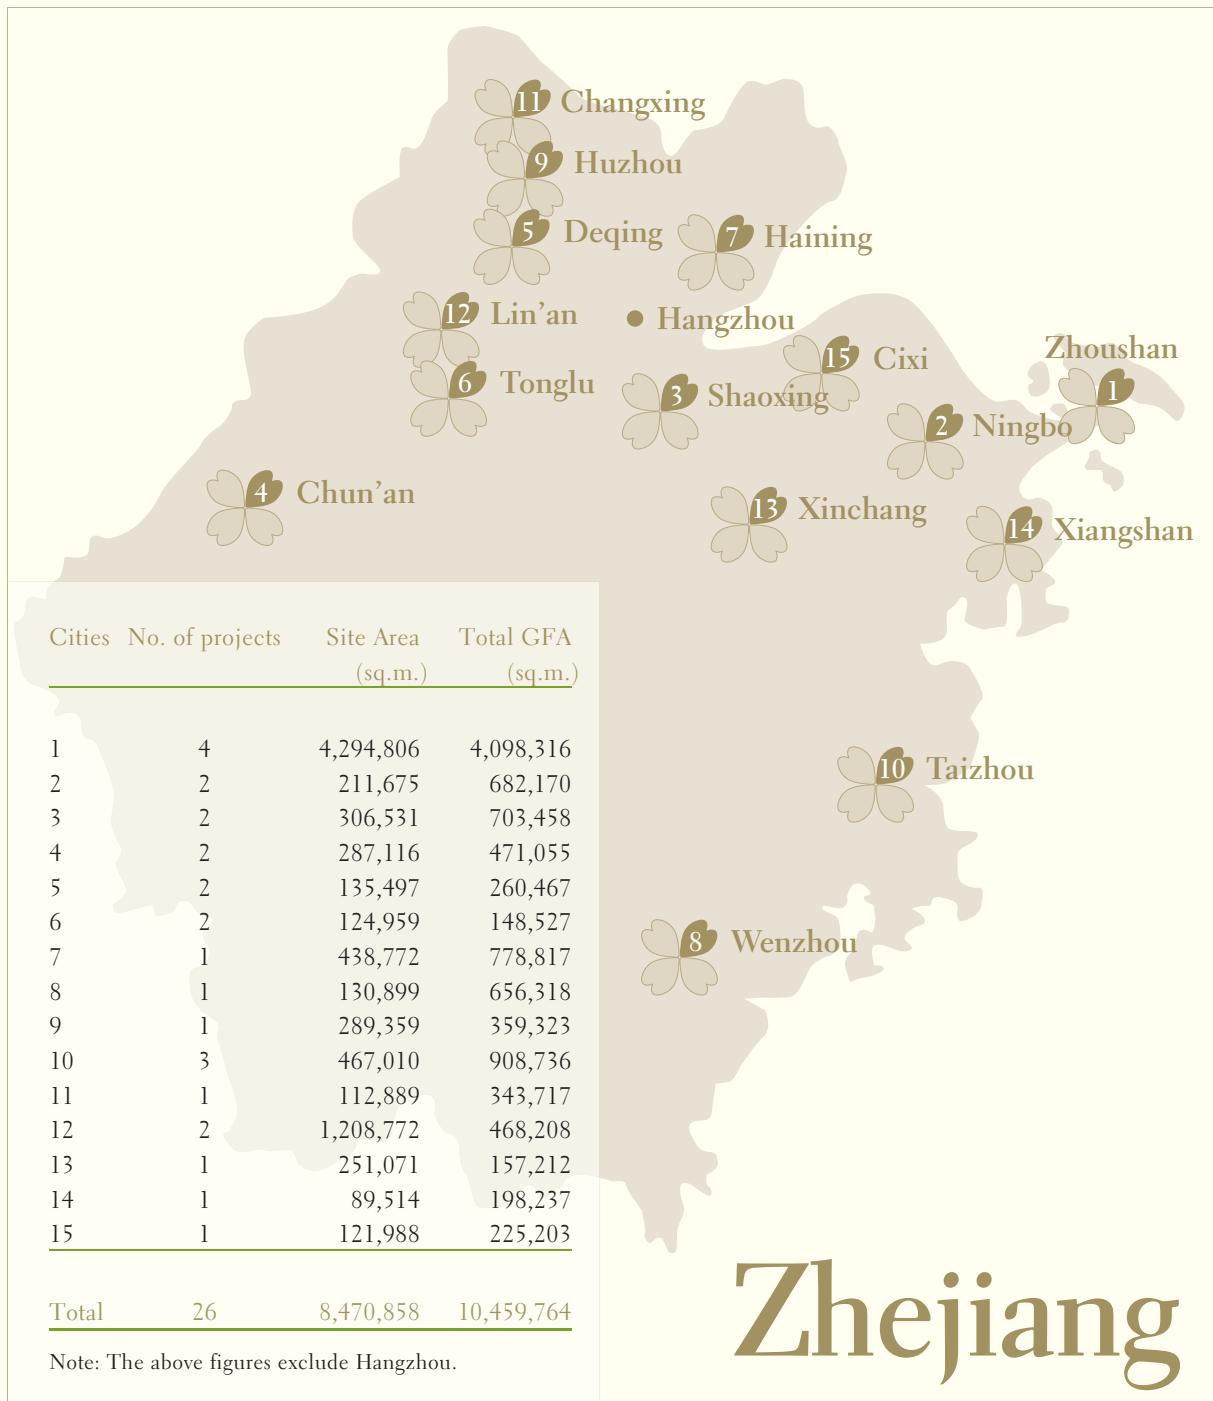 11 Changxing
9 Huzhou
5 Deqing
7 Haining
12 Lin’an
Hangzhou
Zhoushan
1
15 Cixi
6 Tonglu
3 Shaoxing
2 Ningbo
4 Chun’an
13 Xinchang
14 Xiangshan
10 Taizhou
8 Wenzhou
Cities No. of projects Site Area Total GFA
(sq.m.) (sq.m.)
1 4 4,294,806 4,098,316
2 2 211,675 682,170
3 2 306,531 703,458
4 2 287,116 471,055
5 2 135,497 260,467
6 2 124,959 148,527
7 1 438,772 778,817
8 1 130,899 656,318
9 1 289,359 359,323
10 3 467,010 908,736
11 1 112,889 343,717
12 2 1,208,772 468,208
13 1 251,071 157,212
14 1 89,514 198,237
15 1 121,988 225,203
Total 26 8,470,858 10,459,764
Note: The above figures exclude Hangzhou.
Zhejiang